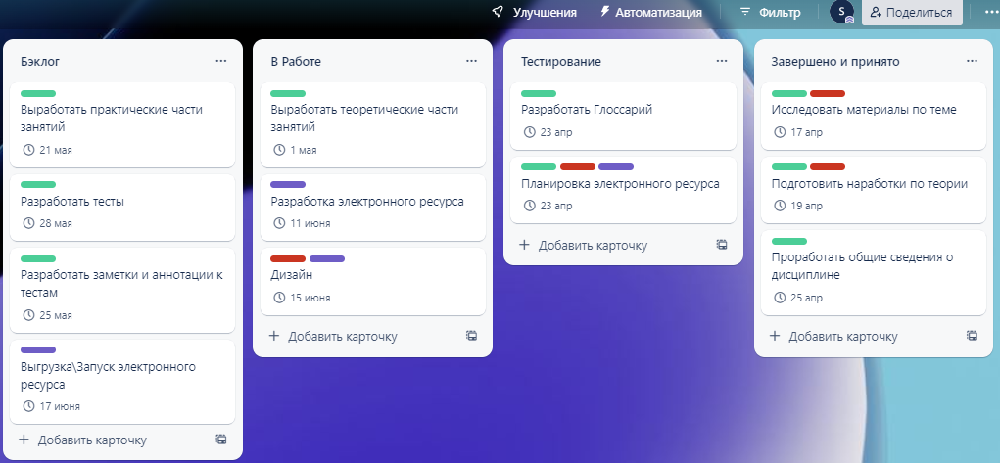 Улучшения
Автоматизация
Фильтр
S
Поделиться
Бэклог
Выработать практические части
занятий
21 мая
Разработать тесты
28 мая
Разработать заметки и аннотации к
тестам
25 мая
Выгрузка\Запуск электронного
ресурса
17 июня
Добавить карточку
В Работе
Выработать теоретические части
занятий
1 мая
Разработка электронного ресурса
11 июня
Дизайн
15 июня
Добавить карточку
Тестирование
Разработать Глоссарий
23 апр
Планировка электронного ресурса
23 апр
Добавить карточку
Завершено и принято
Исследовать материалы по теме
17 апр
Подготовить наработки по теории
19 апр
Проработать общие сведения о
дисциплине
25 апр
Добавить карточку